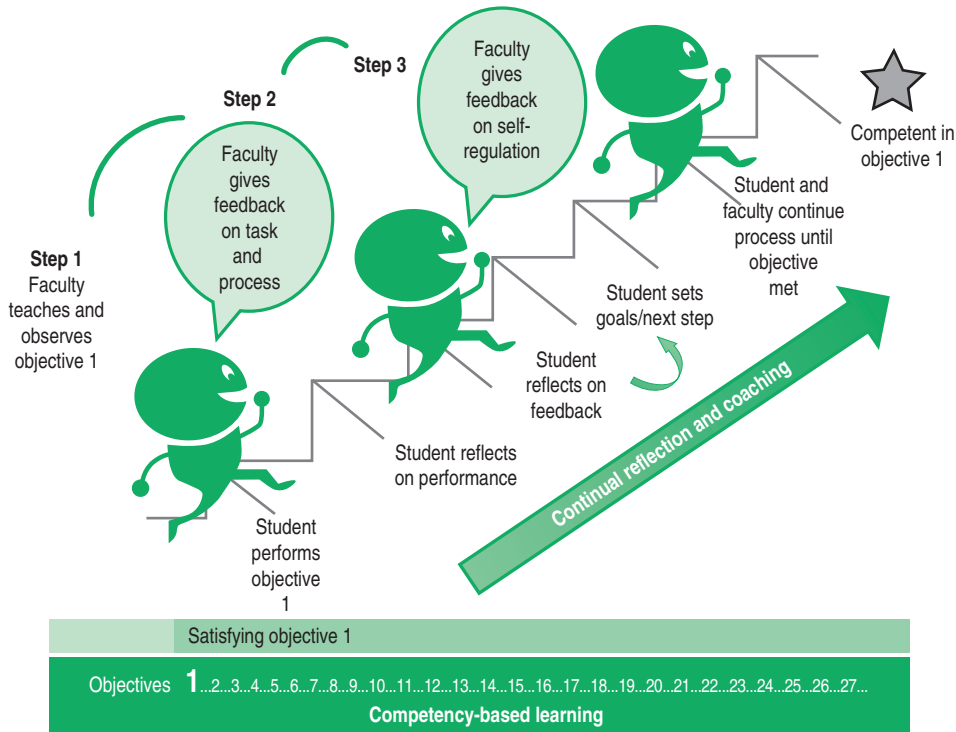 Step 1
Faculty
teaches and
observes
objective 1
Step 2
Faculty
gives
feedback
on task
and
process
Step 3
Faculty
gives
feedback
on self-
regulation
Student
performs
objective
1
Student reflects
on performance
Student
reflects on
feedback
Student sets
goals/next step
Student and
faculty continue
process until
objective
met
Competent in
objective 1
Continual reflection and coaching
Satisfying objective 1
Objectives 1...2...3...4...5...6...7...8...9...10...11...12...13...14...15...16...17...18...19...20...21...22...23...24...25...26...27...
Competency-based learning